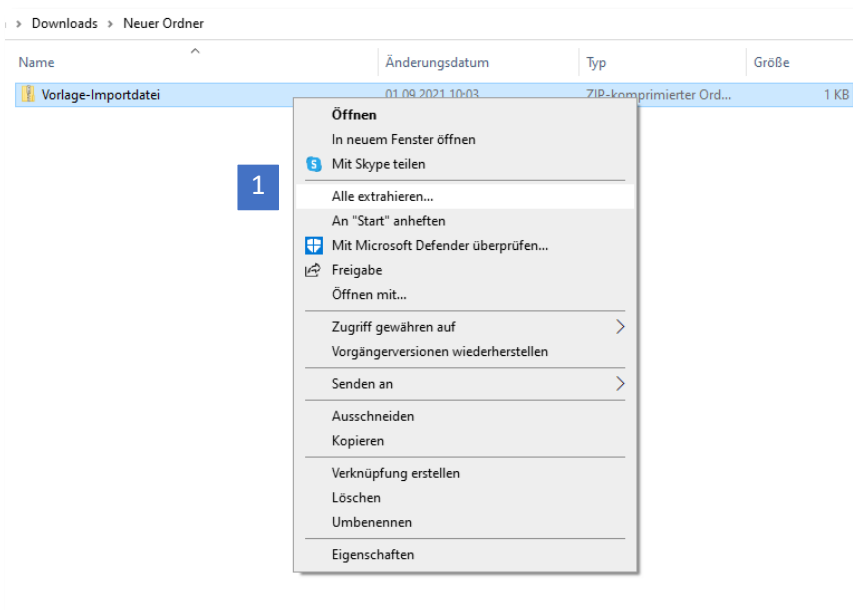 Downloads > Neuer Ordner
Name Änderungsdatum Typ Größe
Vorlage-Importdatei 01.09.2021 10:03 ZIP-komprimierter Ord... 1 KB
Öffnen
In neuem Fenster öffnen
Mit Skype teilen
1
Alle extrahieren...
An "Start" anheften
Mit Microsoft Defender überprüfen...
Freigabe
Öffnen mit...
Zugriff gewähren auf
Vorgängerversionen wiederherstellen
Senden an
Ausschneiden
Kopieren
Verknüpfung erstellen
Löschen
Umbenennen
Eigenschaften